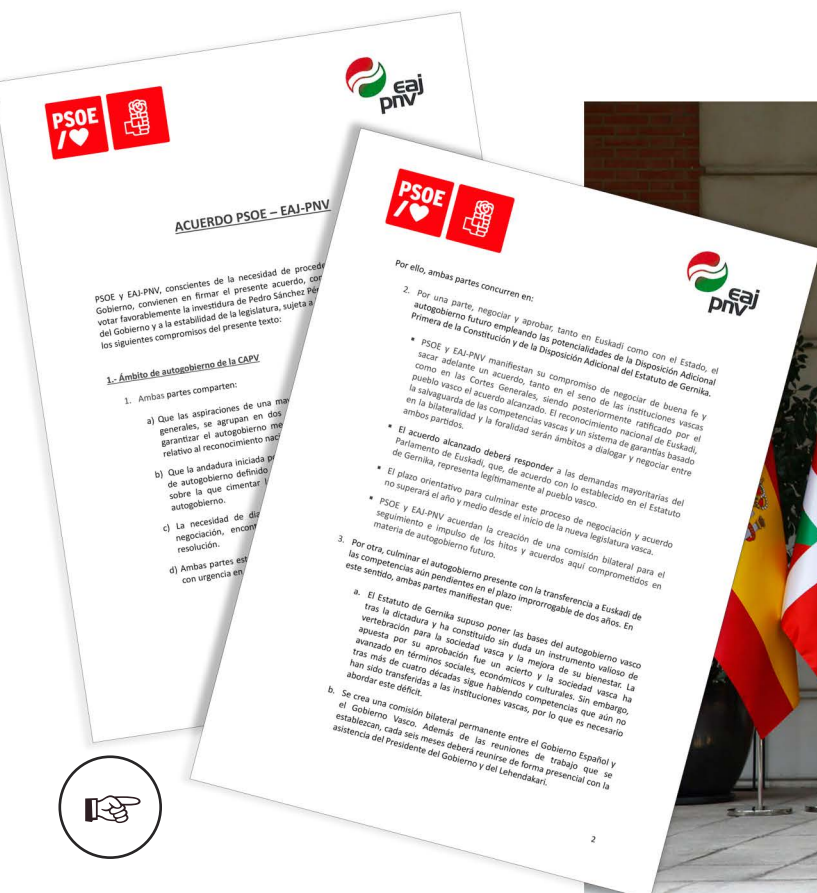 PSOE
eaj
pnv
ACUERDO PSOE – EAJ-PNV
PSOE y EAJ-PNV, conscientes de la necesidad de
Gobierno, convienen en firmar el presente acuerdo,
votar favorablemente la investidura de Pedro Sánchez
del Gobierno y a la estabilidad de la legislatura, sujeta a
los siguientes compromisos del presente texto:
1.- Ámbito de autogobierno de la CAPV
1. Ambas partes comparten:
a) Que las aspiraciones de una
generales, se agrupan en dos
garantizar el autogobierno
relativo al reconocimiento
b) Que la andadura iniciada
de autogobierno definido
sobre la que cimentar
autogobierno.
c) La necesidad de
negociación,
resolución.
d) Ambas partes
con urgencia en
PSOE
eaj
pnv
Por ello, ambas partes concurren en:
2. Por una parte, negociar y aprobar, tanto en Euskadi como con el Estado, el
autogobierno futuro empleando las potencialidades de la Disposición Adicional
Primera de la Constitución y de la Disposición Adicional del Estatuto de Gernika.
• PSOE y EAJ-PNV manifiestan su compromiso de negociar de buena fe y
sacar adelante un acuerdo, tanto en el seno de las instituciones vascas
como en las Cortes Generales, siendo posteriormente ratificado por el
pueblo vasco el acuerdo alcanzado. El reconocimiento nacional de Euskadi,
la salvaguarda de las competencias vascas y un sistema de garantías basado
en la bilateralidad y la foralidad serán ámbitos a dialogar y negociar entre
ambos partidos.
• El acuerdo alcanzado deberá responder a las demandas mayoritarias del
Parlamento de Euskadi, que, de acuerdo con lo establecido en el Estatuto
de Gernika, representa legítimamente al pueblo vasco.
• El plazo orientativo para culminar este proceso de negociación y acuerdo
no superará el año y medio desde el inicio de la nueva legislatura vasca.
• PSOE y EAJ-PNV acuerdan la creación de una comisión bilateral para el
seguimiento e impulso de los hitos y acuerdos aquí comprometidos en
materia de autogobierno futuro.
3. Por otra, culminar el autogobierno presente con la transferencia a Euskadi de
las competencias aún pendientes en el plazo improrrogable de dos años. En
este sentido, ambas partes manifiestan que:
a. El Estatuto de Gernika supuso poner las bases del autogobierno vasco
tras la dictadura y ha constituido sin duda un instrumento valioso de
vertebración para la sociedad vasca y la mejora de su bienestar. La
apuesta por su aprobación fue un acierto y la sociedad vasca ha
avanzado en términos sociales, económicos y culturales. Sin embargo,
tras más de cuatro décadas sigue habiendo competencias que aún no
han sido transferidas a las instituciones vascas, por lo que es necesario
abordar este déficit.
b. Se crea una comisión bilateral permanente entre el Gobierno Español y
el Gobierno Vasco. Además de las reuniones de trabajo que se
establezcan, cada seis meses deberá reunirse de forma presencial con la
asistencia del Presidente del Gobierno y del Lehendakari.
2